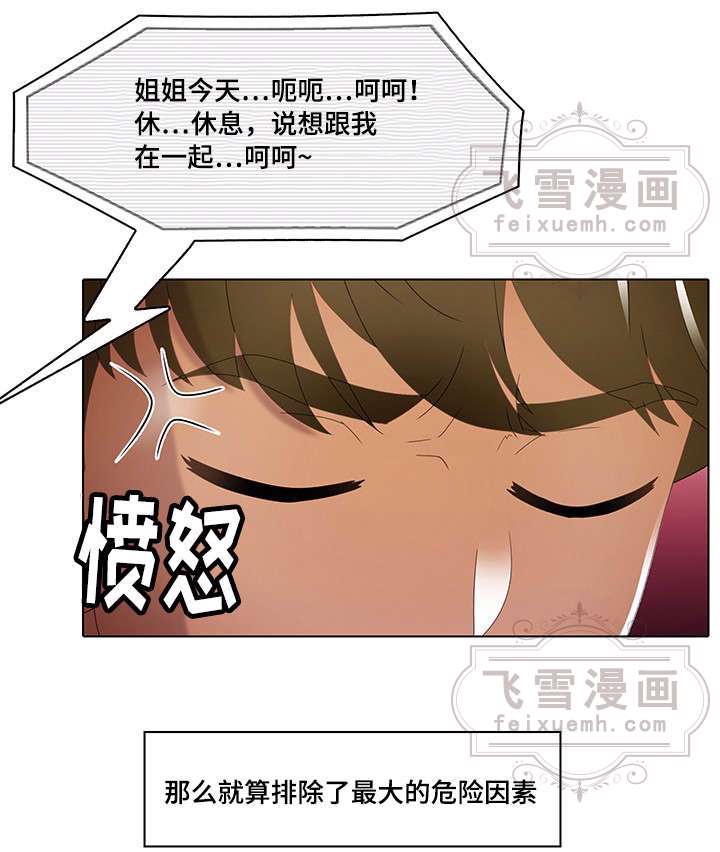 姐姐今天...呃呃...呵呵！
休...休息，说想跟我
在一起...呵呵~
飞雪漫画
feixuemh.com
愤怒
飞雪漫画
feixuemh.com
那么就算排除了最大的危险因素